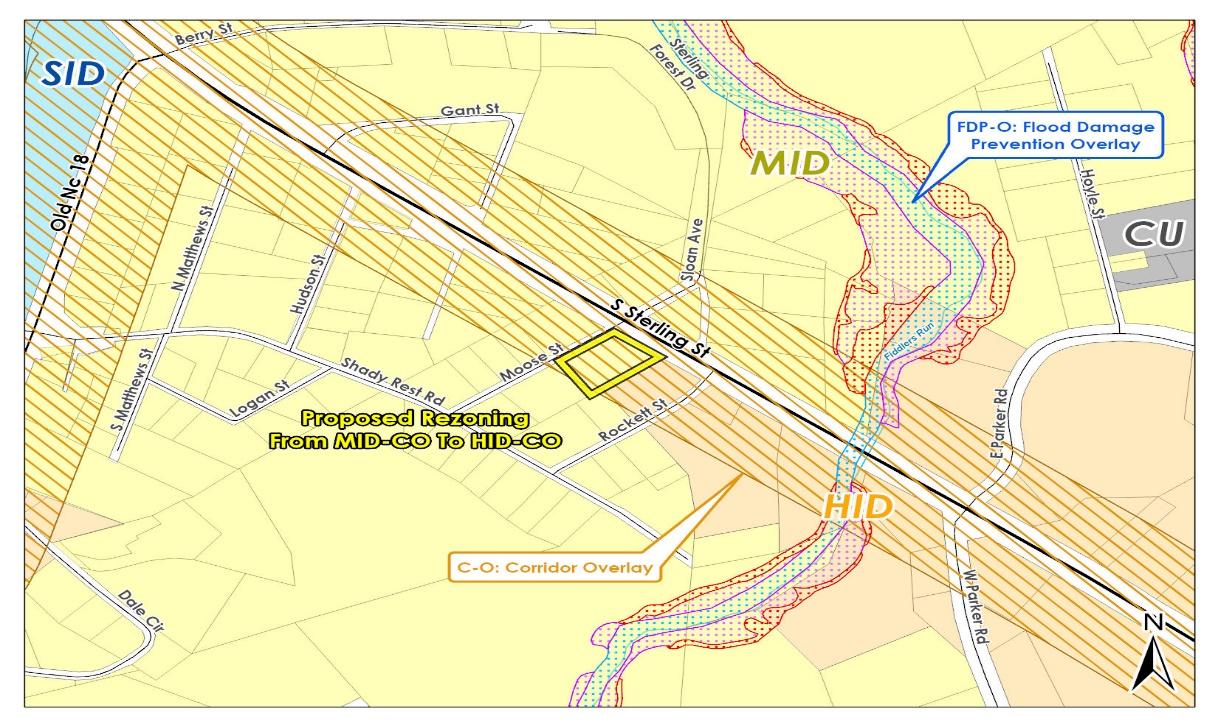 Berry St
SID
Sterling
Forest Dr
Gant St
FDP-O: Flood Damage
Prevention Overlay
MID
Old Nc 18
Hoyle St
N Matthews St
CU
Sloan Ave
Hudson St
S Sterling St
Fiddlers Run
Moose St
Shady Rest Rd
S Matthews St
Logan St
Proposed Rezoning
From MID-CO To HID-CO
Rockett St
E Parker Rd
HID
C-O: Corridor Overlay
W Parker Rd
Dale Cir
N